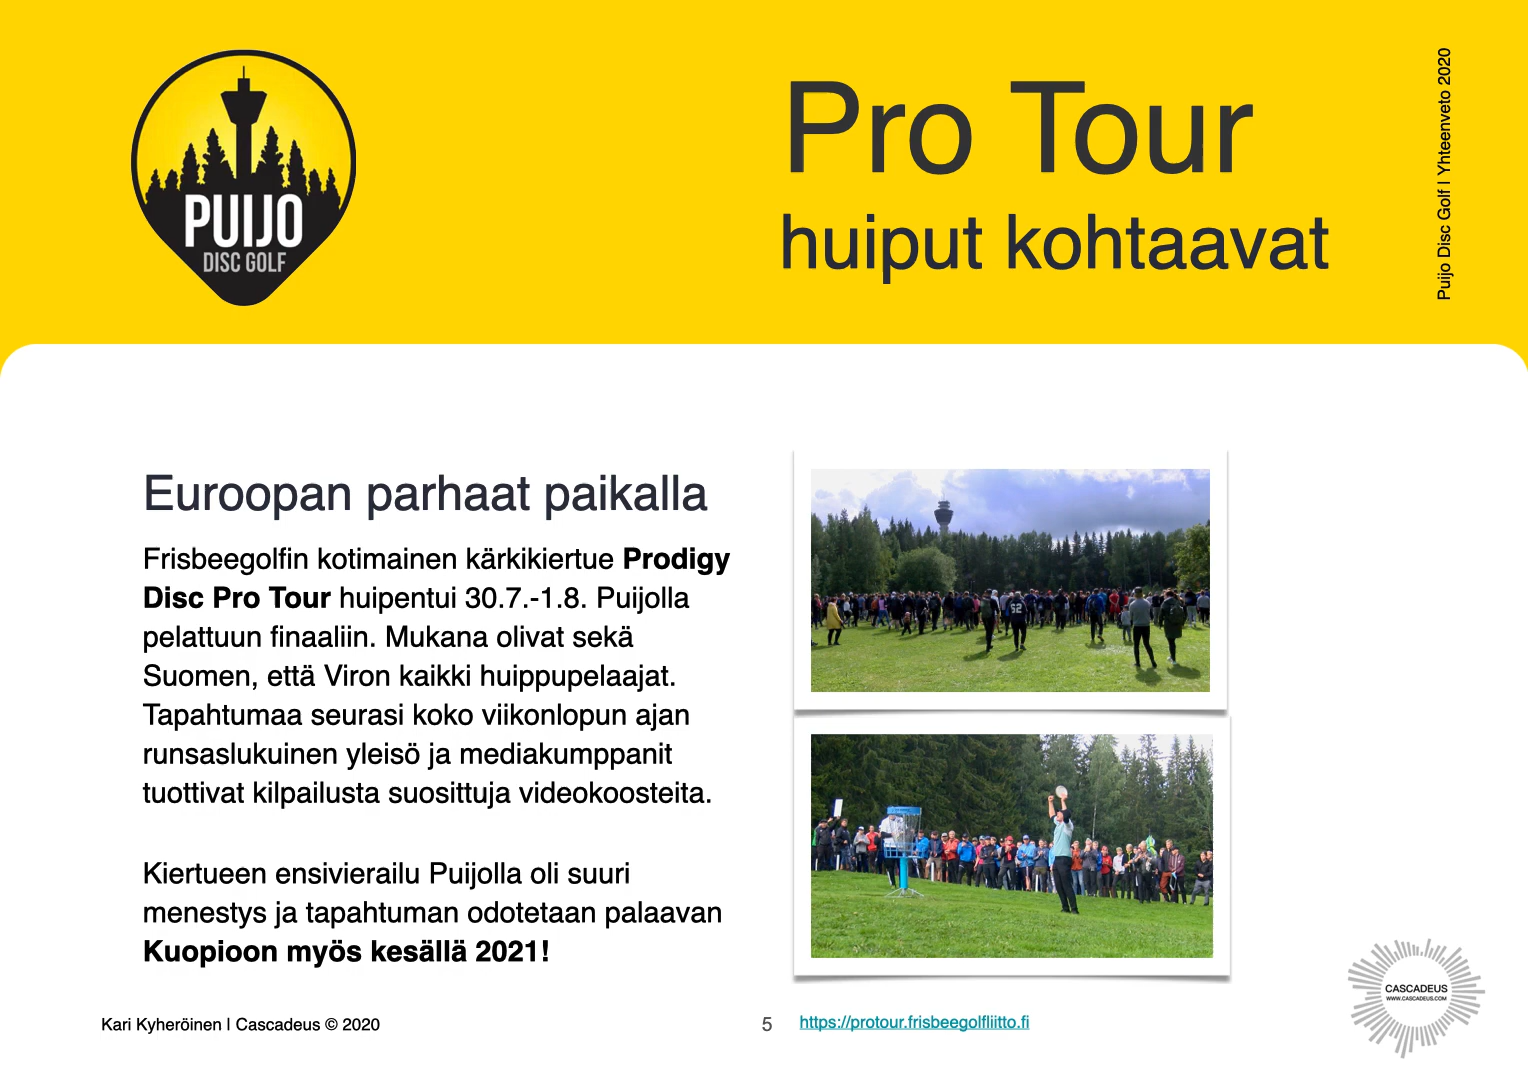 PUIJO
DISC GOLF
Pro Tour
huiput kohtaavat
Puijo Disc Golf | Yhteenveto 2020
Euroopan parhaat paikalla
Frisbeegolfin kotimainen kärkikiertue Prodigy
Disc Pro Tour huipentui 30.7.-1.8. Puijolla
pelattuun finaaliin. Mukana olivat sekä
Suomen, että Viron kaikki huippupelaajat.
Tapahtumaa seurasi koko viikonlopun ajan
runsaslukuinen yleisö ja mediakumppanit
tuottivat kilpailusta suosittuja videokoosteita.
Kiertueen ensivierailu Puijolla oli suuri
menestys ja tapahtuman odotetaan palaavan
Kuopioon myös kesällä 2021!
52
Kari Kyheröinen | Cascadeus © 2020
5
https://protour.frisbeegolfliitto.fi
CASCADEUS
WWW.CASCADEUS.COM